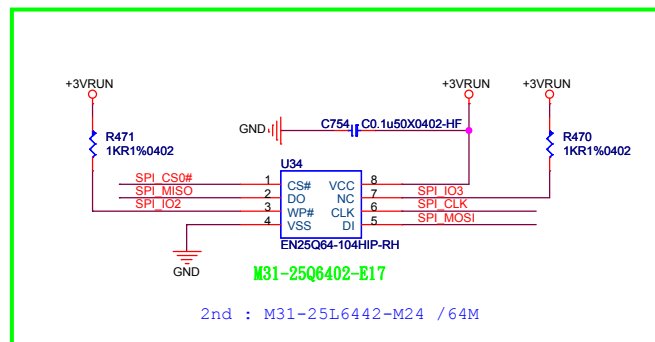 +3VRUN
+3VRUN
+3VRUN
R471
1KR1%0402
GND
C754
C0.1u50X0402-HF
R470
1KR1%0402
U34
SPI_CS0# 1 CS# VCC 8
SPI_MISO 2 DO NC 7 SPI_IO3
SPI_IO2 3 WP# CLK 6 SPI_CLK
4 VSS DI 5 SPI_MOSI
EN25Q64-104HIP-RH
GND
M31-25Q6402-E17
2nd : M31-25L6442-M24 /64M